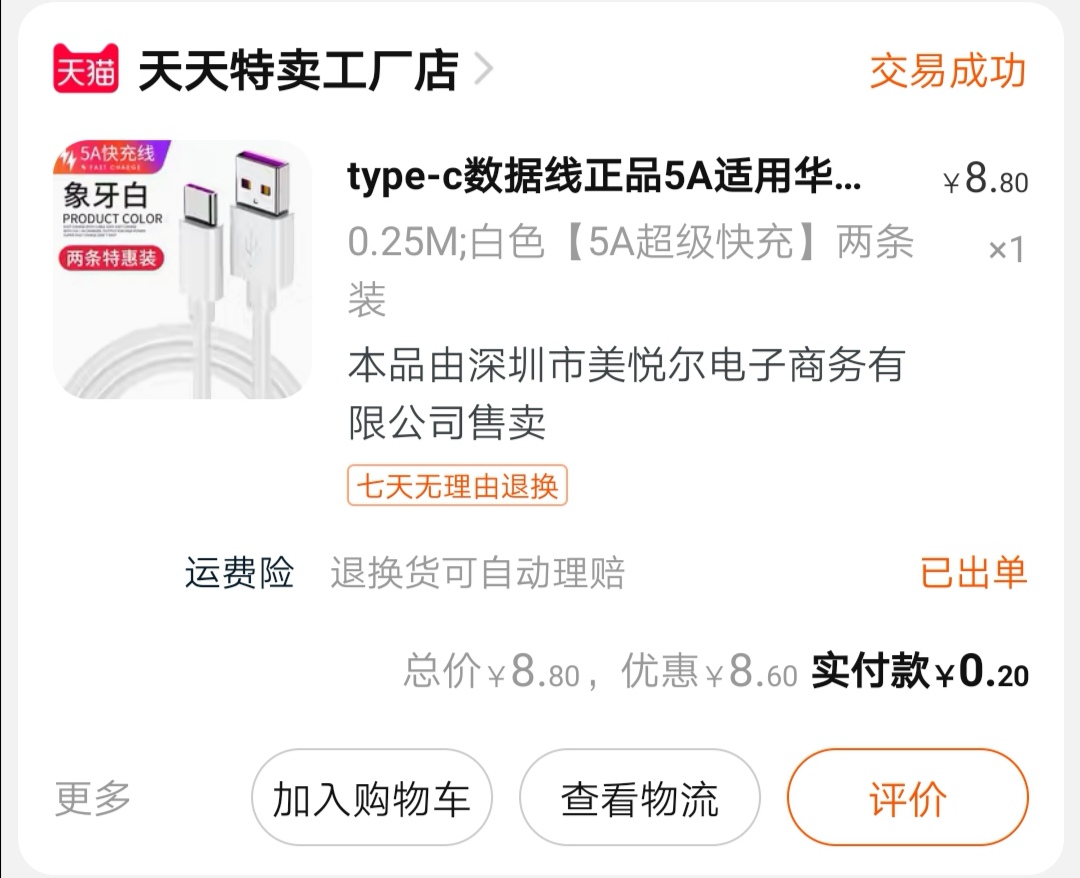 天猫 天天特卖工厂店 交易成功
5A快充线
FAST CHARGE
象牙白
PRODUCT COLOR
两条特惠装
type-c数据线正品5A适用华... ¥8.80
0.25M;白色【5A超级快充】两条 ×1
装
本品由深圳市美悦尔电子商务有
限公司售卖
七天无理由退换
运费险 退换货可自动理赔 已出单
总价¥8.80，优惠¥8.60 实付款¥0.20
更多 加入购物车 查看物流 评价